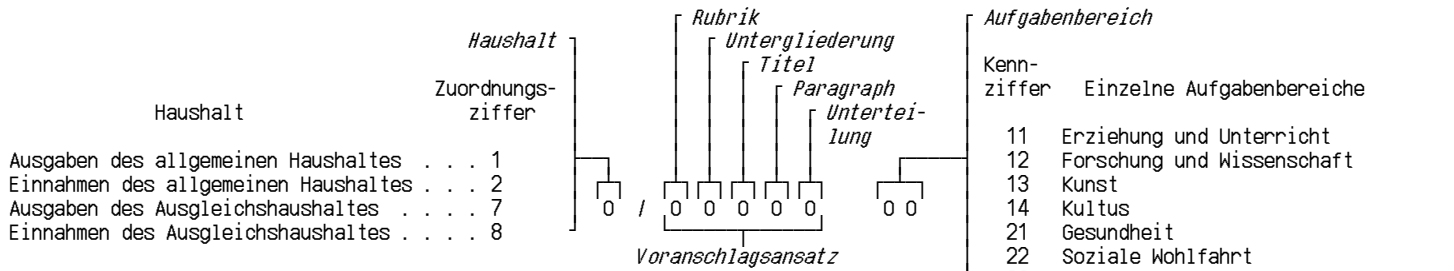 Rubrik
Aufgabenbereich
Haushalt
Untergliederung
Titel
Kenn-
Zuordnungs-
Paragraph
ziffer Einzelne Aufgabenbereiche
Haushalt ziffer
Untertei-
lung
11 Erziehung und Unterricht
Ausgaben des allgemeinen Haushaltes . . . 1
12 Forschung und Wissenschaft
Einnahmen des allgemeinen Haushaltes . . . 2
13 Kunst
Ausgaben des Ausgleichshaushaltes . . . . 7
0 / 0 0 0 0 0 0 0
14 Kultus
Einnahmen des Ausgleichshaushaltes . . . . 8
21 Gesundheit
Voranschlagsansatz
22 Soziale Wohlfahrt